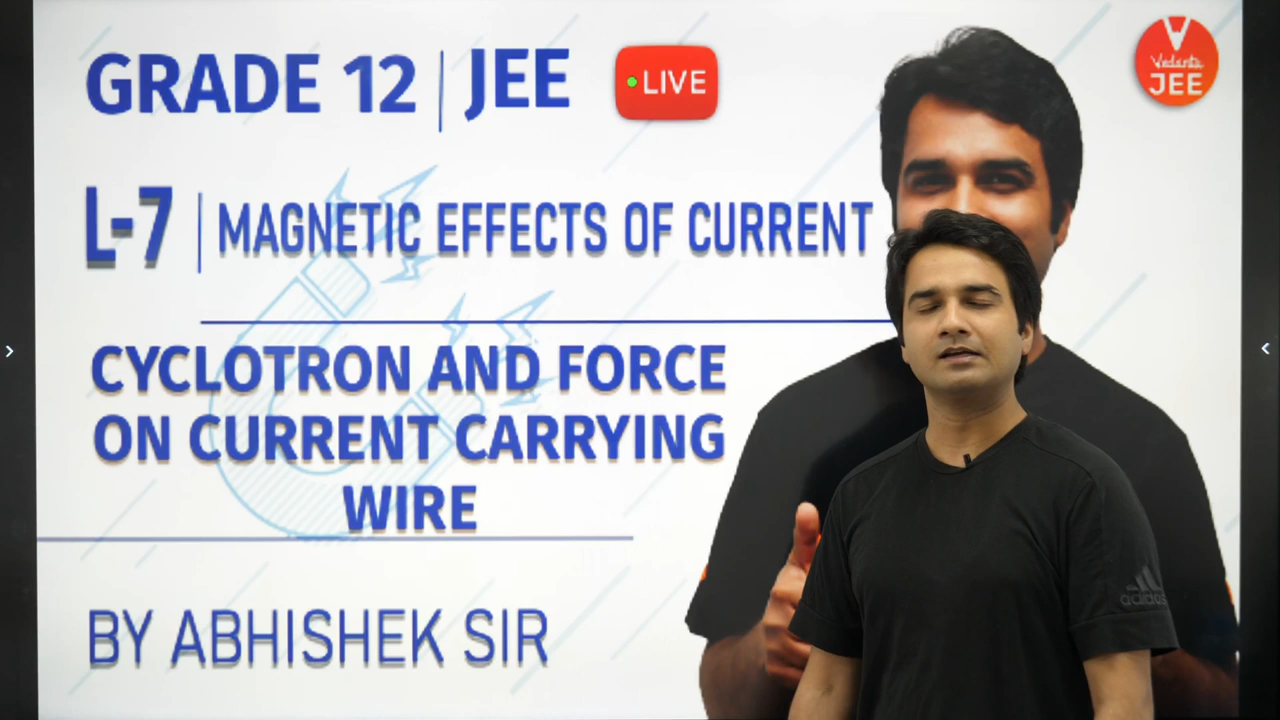 GRADE 12 | JEE
LIVE
Vedantu
JEE
L-7 | MAGNETIC EFFECTS OF CURRENT
CYCLOTRON AND FORCE
ON CURRENT CARRYING
WIRE
BY ABHISHEK SIR
adidas